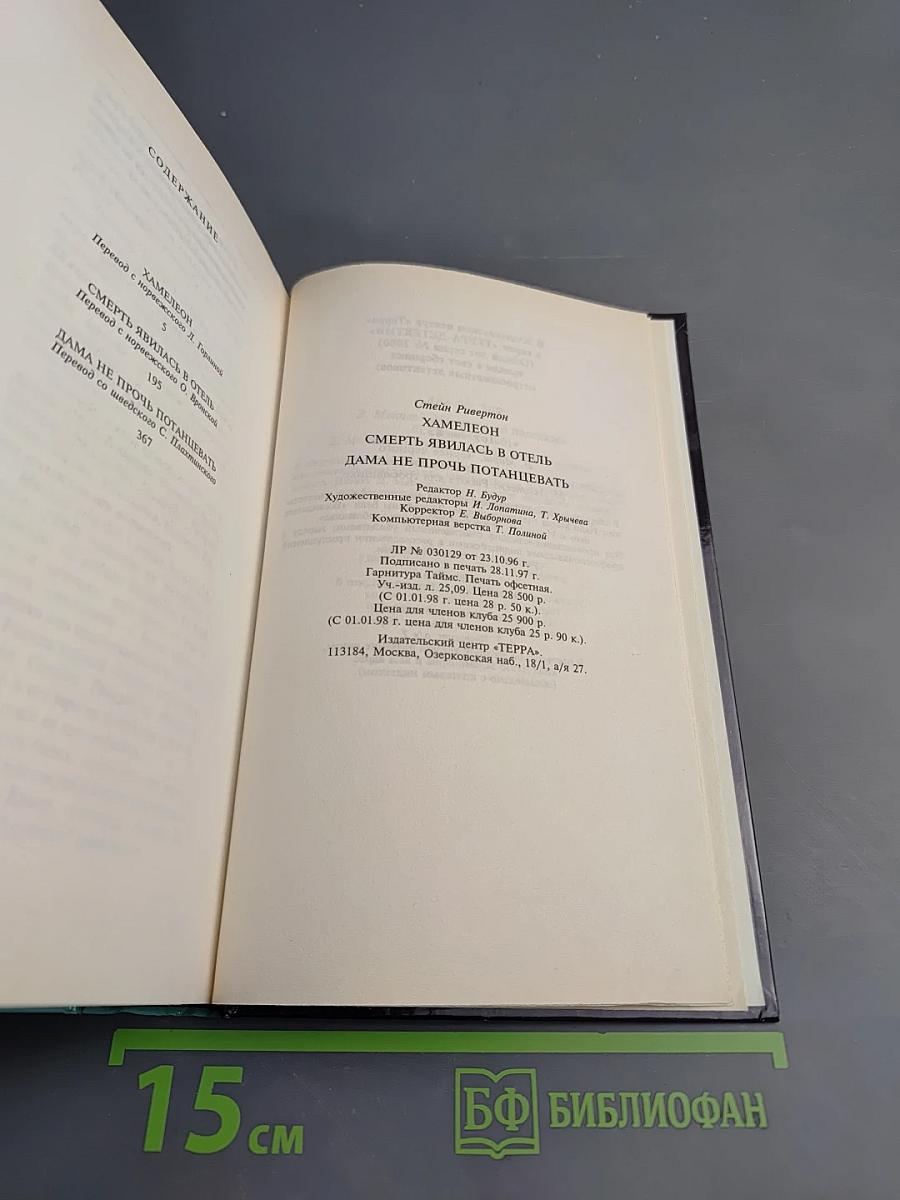 СОДЕРЖАНИЕ
ХАМЕЛЕОН
Перевод с норвежского Л. Горлиной
5
СМЕРТЬ ЯВИЛАСЬ В ОТЕЛЬ
Перевод с норвежского О. Вронской
195
ДАМА НЕ ПРОЧЬ ПОТАНЦЕВАТЬ
Перевод со шведского С. Плахтинского
367
Стейн Ривертон
ХАМЕЛЕОН
СМЕРТЬ ЯВИЛАСЬ В ОТЕЛЬ
ДАМА НЕ ПРОЧЬ ПОТАНЦЕВАТЬ
Редактор Н. Будур
Художественные редакторы И. Лопатина, Т. Хрычева
Корректор Е. Выборнова
Компьютерная верстка Т. Полиной
ЛР № 030129 от 23.10.96 г.
Подписано в печать 28.11.97 г.
Гарнитура Таймс. Печать офсетная.
Уч.-изд. л. 25,09. Цена 28 500 р.
(С 01.01.98 г. цена 28 р. 50 к.).
Цена для членов клуба 25 900 р.
(С 01.01.98 г. цена для членов клуба 25 р. 90 к.).
Издательский центр «ТЕРРА».
113184, Москва, Озерковская наб., 18/1, а/я 27.
15 см
БФ БИБЛИОФАН